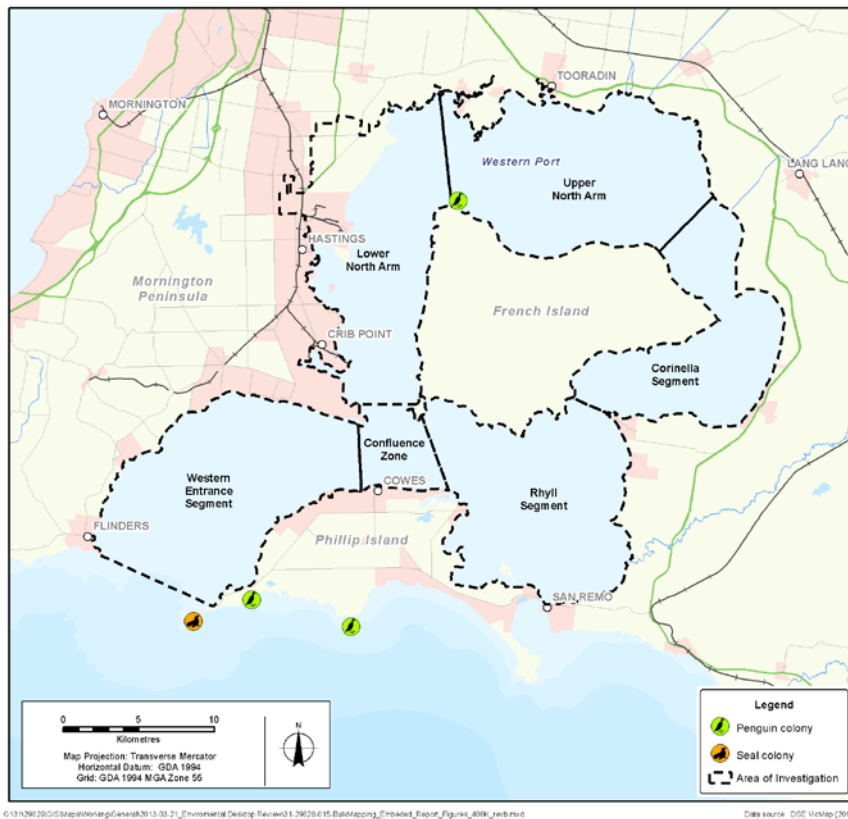 TOORADIN
MORNINGTON
Western Port
LANG LANG
Upper
North Arm
HASTINGS
Lower
North Arm
Mornington
Peninsula
French Island
CRIB POINT
Corinella
Segment
Confluence
Zone
Western
Entrance
Segment
COWES
Rhyll
Segment
FLINDERS
Phillip Island
SAN REMO
0 5 10
Kilometres
Map Projection: Transverse Mercator
Horizontal Datum: GDA 1994
Grid: GDA 1994 MGA Zone 55
N
Legend
Penguin colony
Seal colony
Area of Investigation
Data source: DSE VicMap